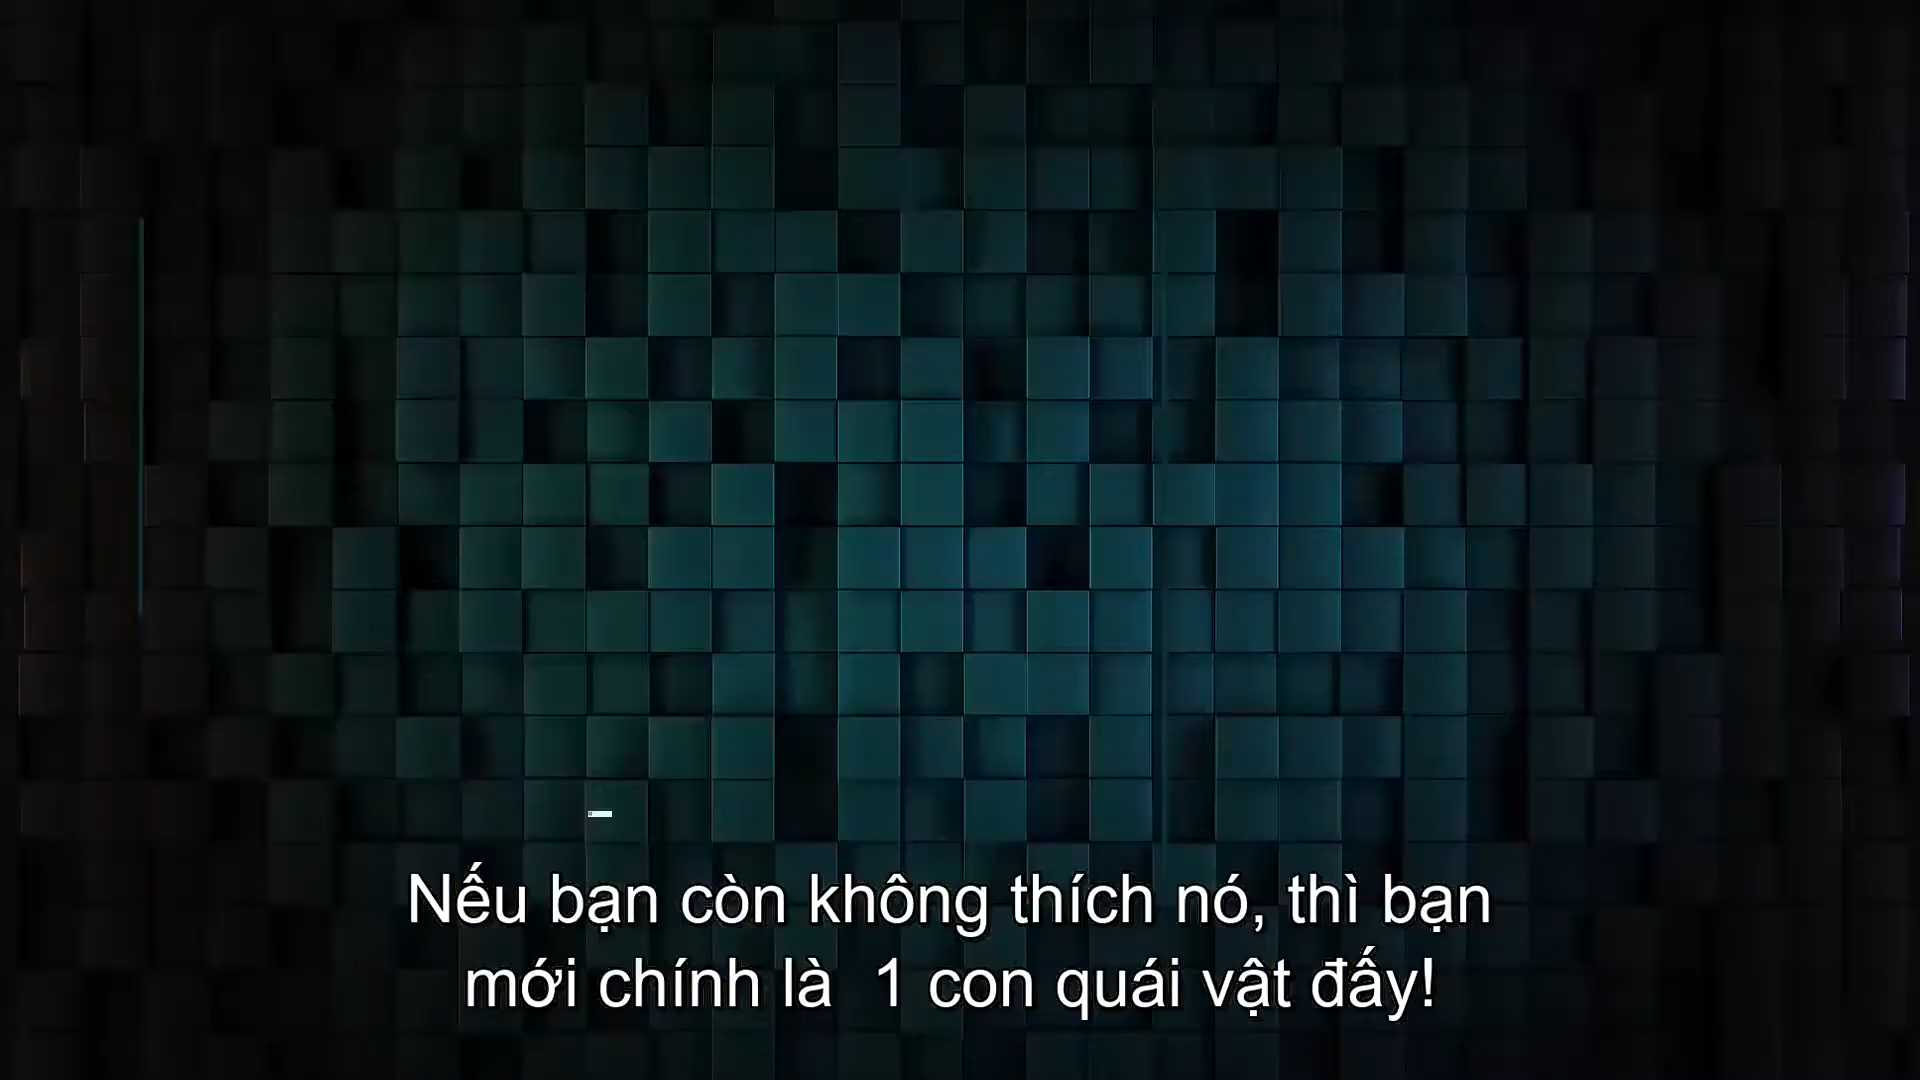 Nếu bạn còn không thích nó, thì bạn
mới chính là  1 con quái vật đấy!